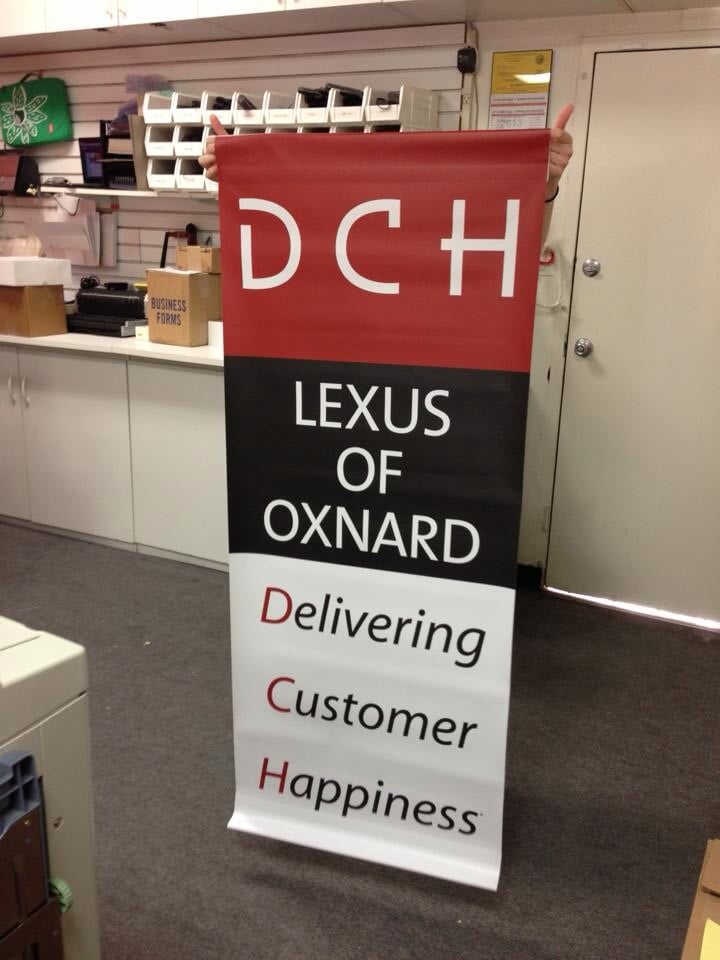 DCH
LEXUS
OF
OXNARD
Delivering
Customer
Happiness
BUSINESS
FORMS